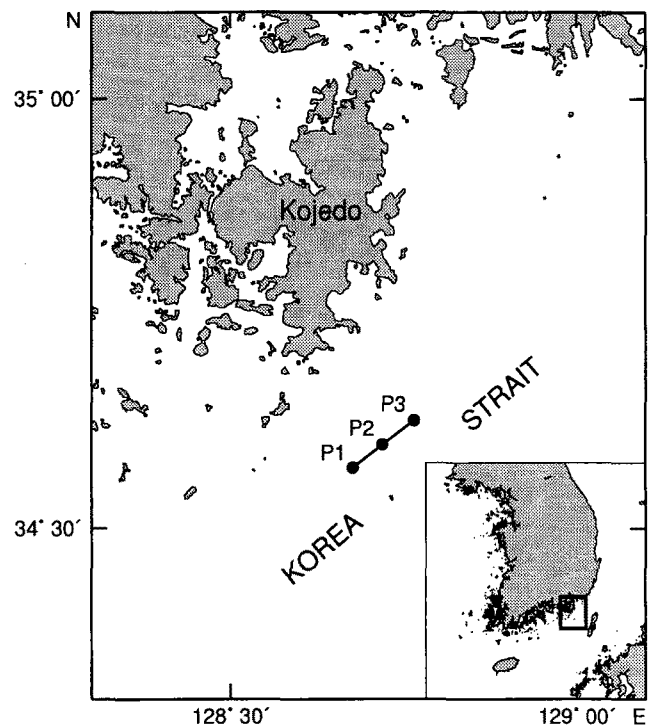 N
35° 00′
Kojedo
P3
P2
P1
STRAIT
KOREA
34° 30′
128° 30′
129° 00′ E